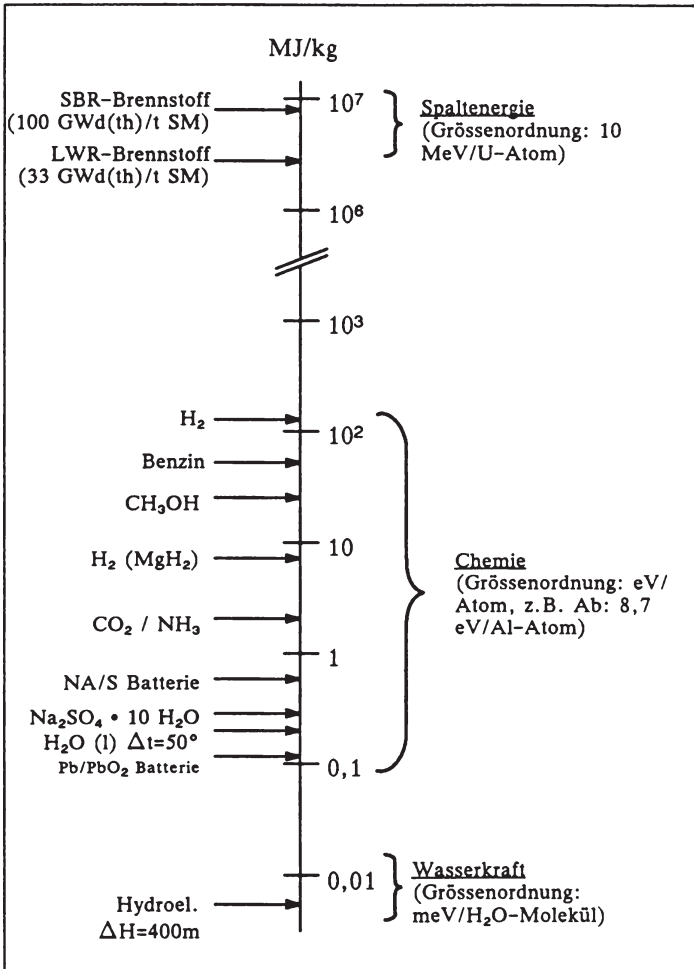 MJ/kg
SBR-Brennstoff
(100 GWd(th)/t SM)
LWR-Brennstoff
(33 GWd(th)/t SM)
10⁷
10⁶
10³
10²
10
1
0,1
0,01
Spaltenergie
(Grössenordnung: 10
MeV/U-Atom)
H₂
Benzin
CH₃OH
H₂ (MgH₂)
CO₂ / NH₃
NA/S Batterie
Na₂SO₄ • 10 H₂O
H₂O (l) Δt=50°
Pb/PbO₂ Batterie
Chemie
(Grössenordnung: eV/
Atom, z.B. Ab: 8,7
eV/Al-Atom)
Hydroel.
ΔH=400m
Wasserkraft
(Grössenordnung:
meV/H₂O-Molekül)